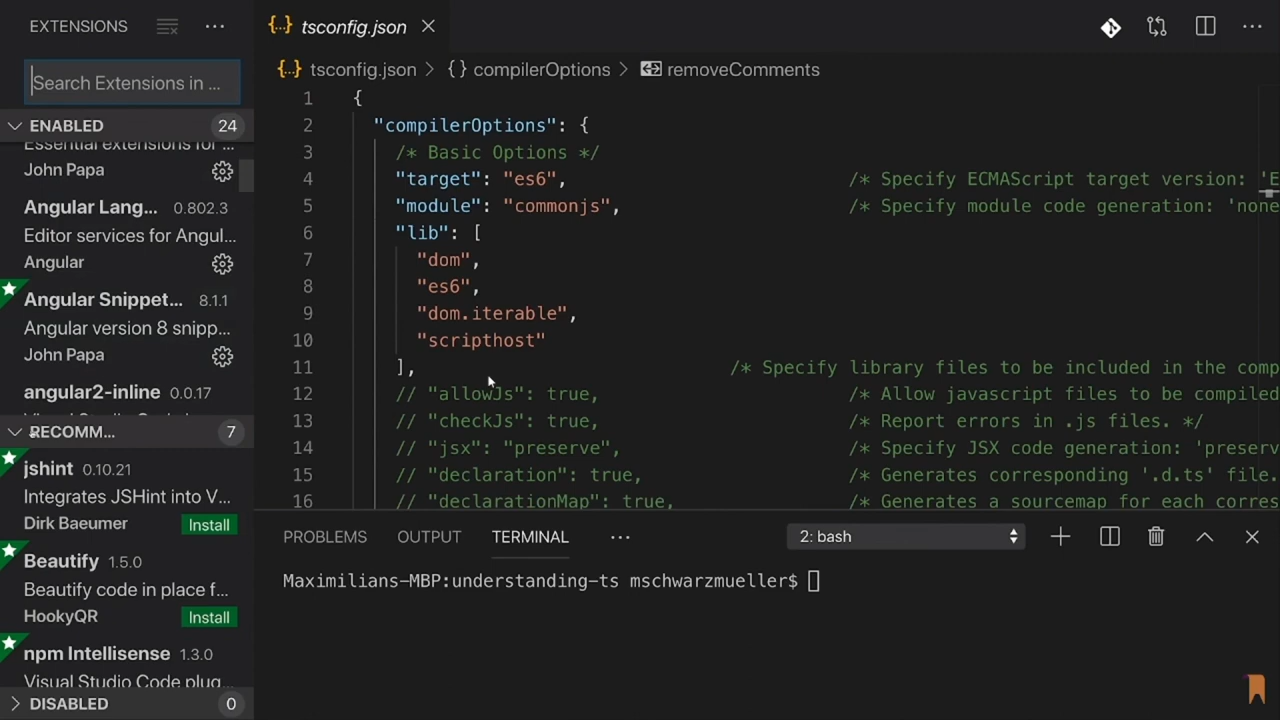 EXTENSIONS
Search Extensions in ...
ENABLED 24
Essential extensions for ...
John Papa
Angular Lang... 0.802.3
Editor services for Angul...
Angular
Angular Snippet... 8.1.1
Angular version 8 snipp...
John Papa
angular2-inline 0.0.17
RECOMM... 7
jshint 0.10.21
Integrates JSHint into V...
Dirk Baeumer Install
Beautify 1.5.0
Beautify code in place f...
HookyQR Install
npm Intellisense 1.3.0
Visual Studio Code plug...
DISABLED 0
{..} tsconfig.json
{..} tsconfig.json > {} compilerOptions > removeComments
1 {
2 "compilerOptions": {
3 /* Basic Options */
4 "target": "es6", /* Specify ECMAScript target version: 'E
5 "module": "commonjs", /* Specify module code generation: 'none
6 "lib": [
7 "dom",
8 "es6",
9 "dom.iterable",
10 "scripthost"
11 ], /* Specify library files to be included in the comp
12 // "allowJs": true, /* Allow javascript files to be compiled
13 // "checkJs": true, /* Report errors in .js files. */
14 // "jsx": "preserve", /* Specify JSX code generation: 'preserv
15 // "declaration": true, /* Generates corresponding '.d.ts' file.
16 // "declarationMap": true, /* Generates a sourcemap for each corres
PROBLEMS OUTPUT TERMINAL ... 2: bash
Maximilians-MBP:understanding-ts mschwarzmueller$